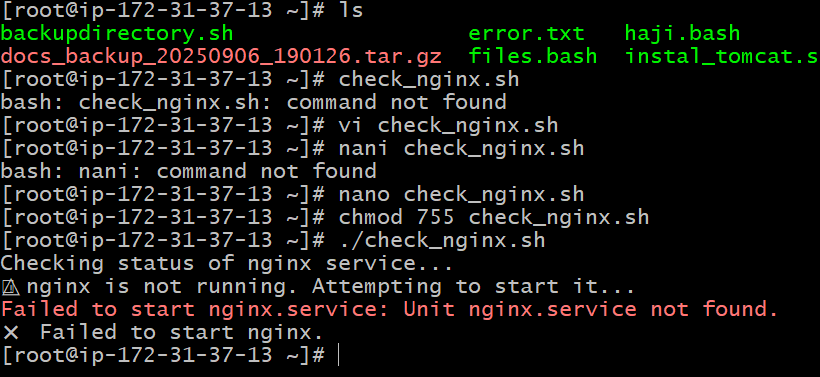 [root@ip-172-31-37-13 ~]# ls
backupdirectory.sh error.txt haji.bash
docs_backup_20250906_190126.tar.gz files.bash instal_tomcat.s
[root@ip-172-31-37-13 ~]# check_nginx.sh
bash: check_nginx.sh: command not found
[root@ip-172-31-37-13 ~]# vi check_nginx.sh
[root@ip-172-31-37-13 ~]# nani check_nginx.sh
bash: nani: command not found
[root@ip-172-31-37-13 ~]# nano check_nginx.sh
[root@ip-172-31-37-13 ~]# chmod 755 check_nginx.sh
[root@ip-172-31-37-13 ~]# ./check_nginx.sh
Checking status of nginx service...
⚠ nginx is not running. Attempting to start it...
Failed to start nginx.service: Unit nginx.service not found.
❌ Failed to start nginx.
[root@ip-172-31-37-13 ~]#